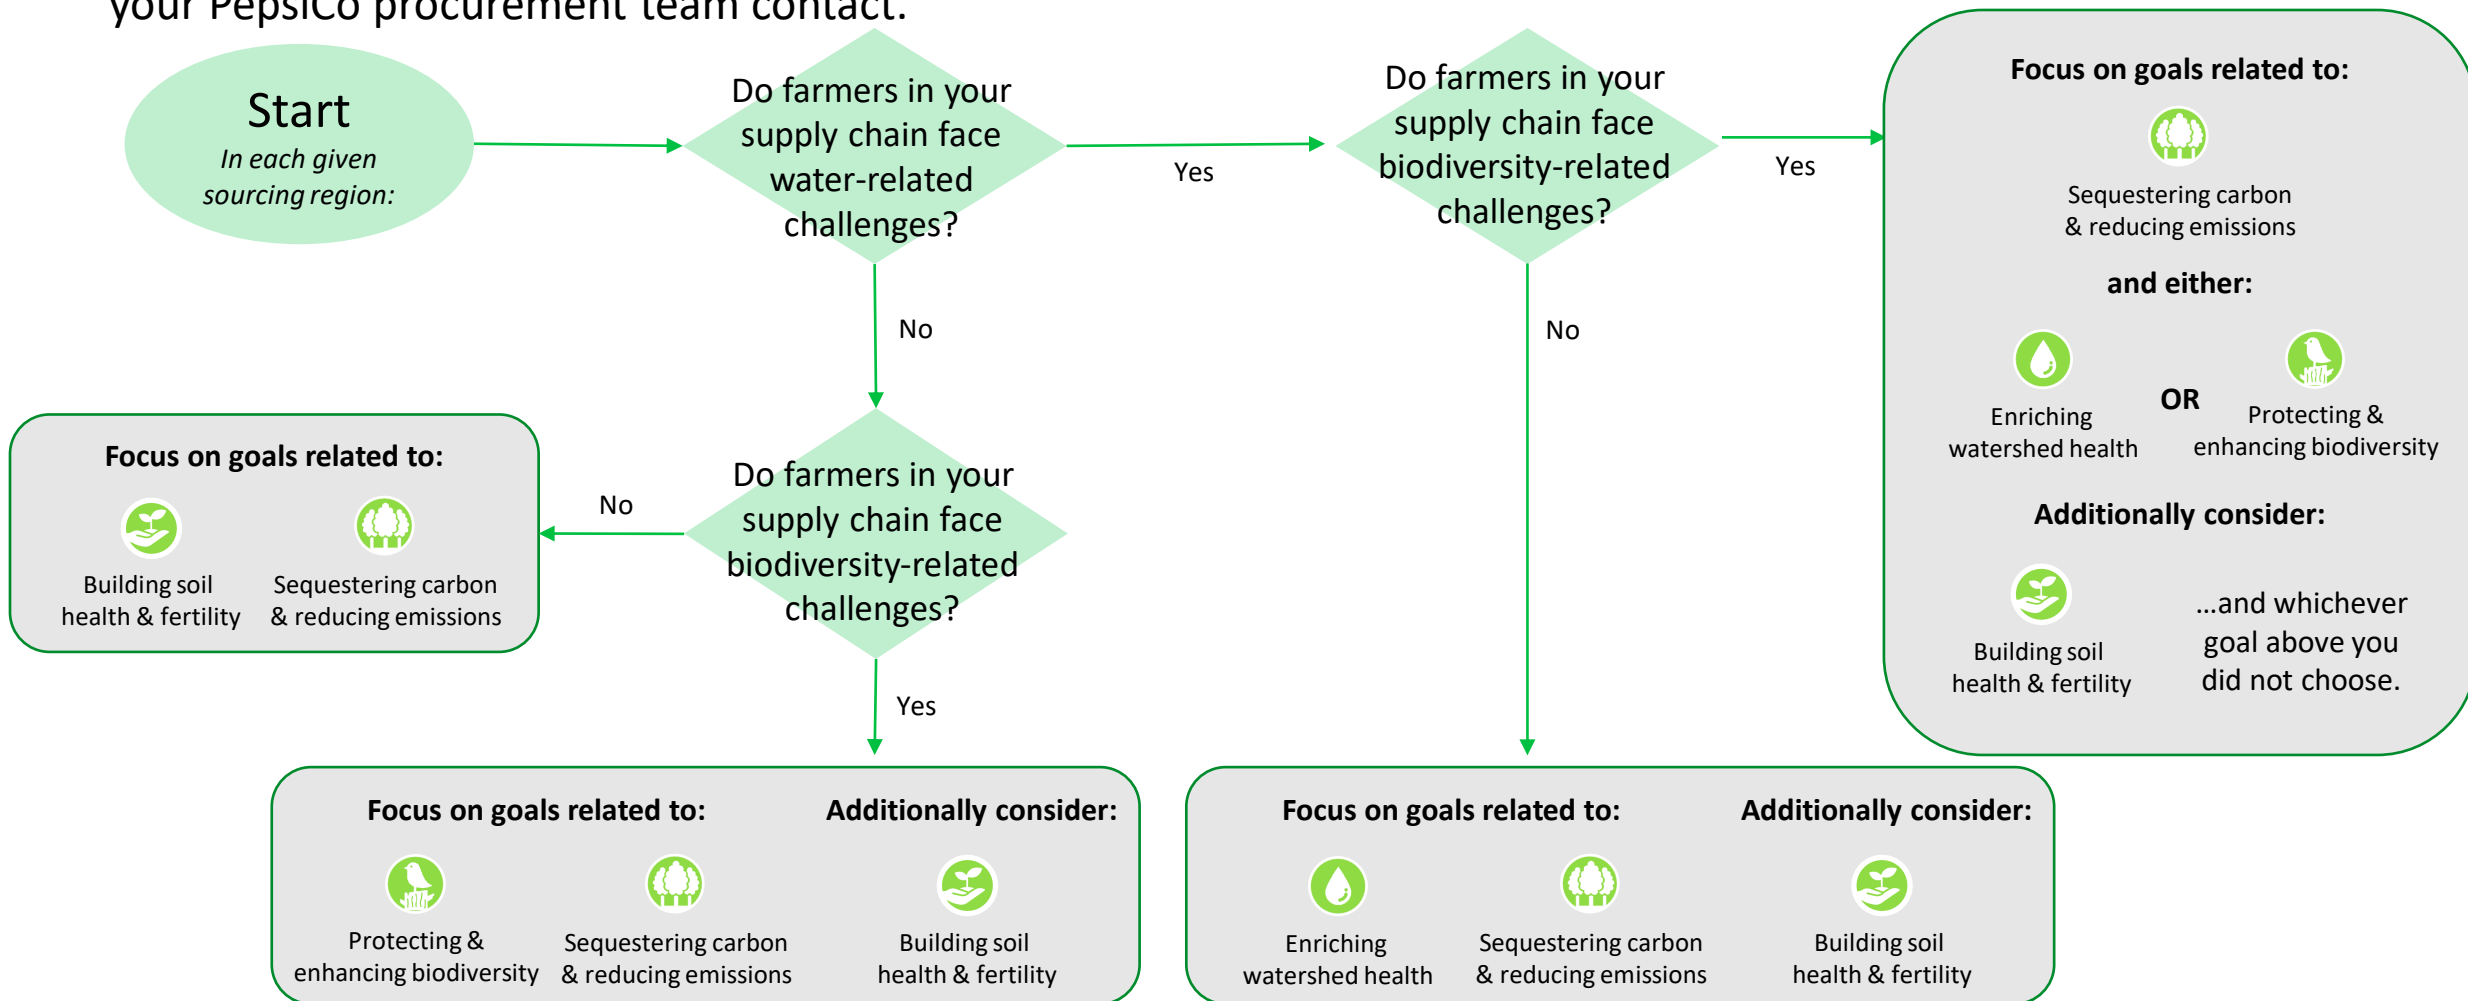 your PepsiCo procurement team contact.
Start
In each given
sourcing region:
Do farmers in your
supply chain face
water-related
challenges?
Yes
Do farmers in your
supply chain face
biodiversity-related
challenges?
Yes
Focus on goals related to:
Sequestering carbon
& reducing emissions
and either:
Enriching
watershed health
OR
Protecting &
enhancing biodiversity
Additionally consider:
Building soil
health & fertility
...and whichever
goal above you
did not choose.
No
No
Do farmers in your
supply chain face
biodiversity-related
challenges?
No
Focus on goals related to:
Building soil
health & fertility
Sequestering carbon
& reducing emissions
Yes
Focus on goals related to:
Protecting &
enhancing biodiversity
Sequestering carbon
& reducing emissions
Additionally consider:
Building soil
health & fertility
Focus on goals related to:
Enriching
watershed health
Sequestering carbon
& reducing emissions
Additionally consider:
Building soil
health & fertility